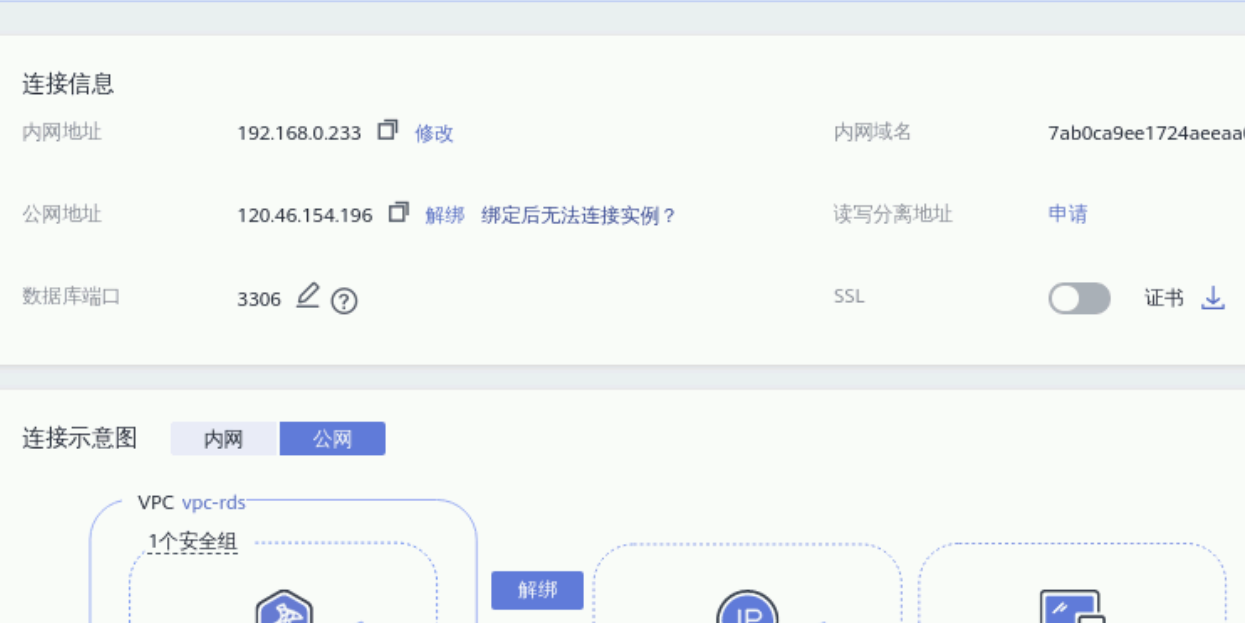 连接信息
内网地址 192.168.0.233 修改 内网域名 7ab0ca9ee1724aeeaa
公网地址 120.46.154.196 解绑 绑定后无法连接实例？ 读写分离地址 申请
数据库端口 3306 SSL 证书
连接示意图 内网 公网
VPC vpc-rds
1个安全组
解绑
IP